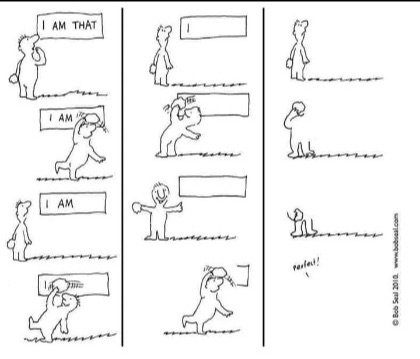 I AM THAT
I AM
I AM
I
I
perfect!
© Bob Seal 2010. www.bobseal.com